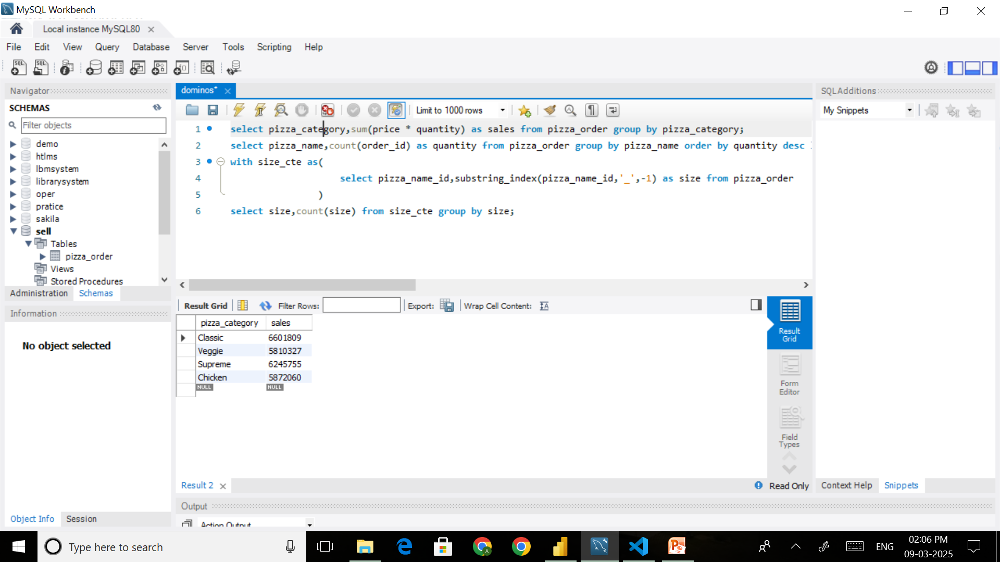 MySQL Workbench
Local instance MySQL80
File Edit View Query Database Server Tools Scripting Help
Navigator
SCHEMAS
Filter objects
demo
htlms
lbmsystem
librarysystem
oper
pratice
sakila
sell
Tables
pizza_order
Views
Stored Procedures
Administration Schemas
Information
No object selected
Object Info Session
dominos*
Limit to 1000 rows
1 select pizza_category,sum(price * quantity) as sales from pizza_order group by pizza_category;
2 select pizza_name,count(order_id) as quantity from pizza_order group by pizza_name order by quantity desc
3 with size_cte as(
4 select pizza_name_id,substring_index(pizza_name_id,'_',-1) as size from pizza_order
5 )
6 select size,count(size) from size_cte group by size;
Result Grid Filter Rows: Export: Wrap Cell Content:
pizza_category sales
Classic 6601809
Veggie 5810327
Supreme 6245755
Chicken 5872060
NULL NULL
Result
Grid
Form
Editor
Field
Types
Result 2
Read Only
Output
Action Output
SQLAdditions
My Snippets
Context Help Snippets
Type here to search
ENG
02:06 PM
09-03-2025